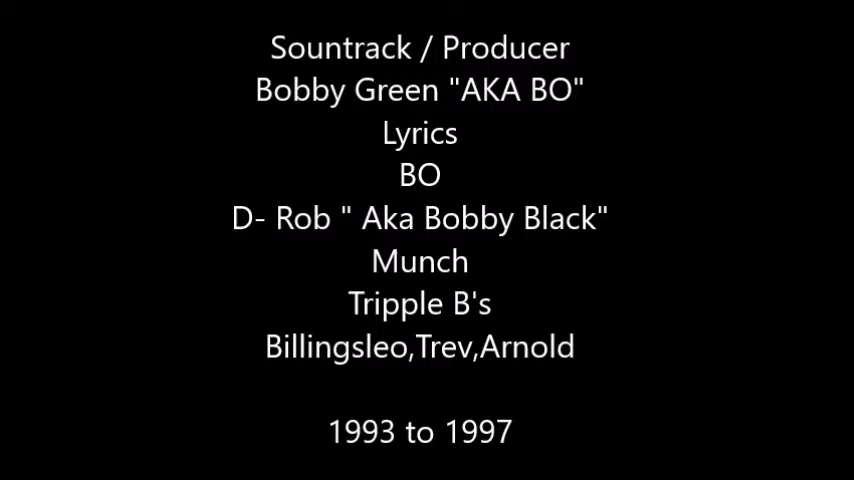 Sountrack / Producer
Bobby Green "AKA BO"
Lyrics
BO
D- Rob " Aka Bobby Black"
Munch
Tripple B's
Billingsleo,Trev,Arnold
1993 to 1997